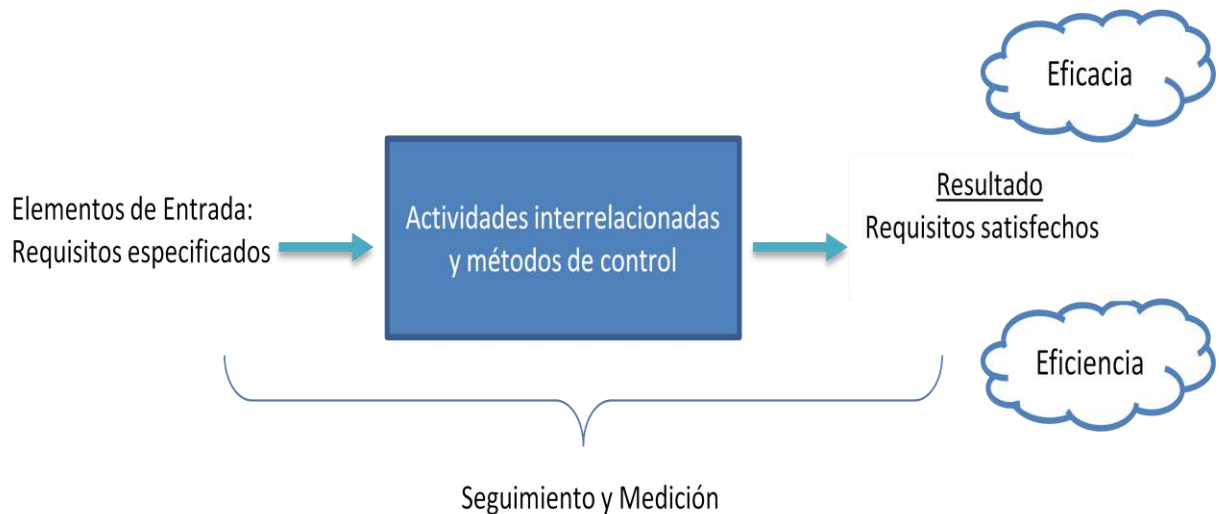 Eficacia
Elementos de Entrada:
Requisitos especificados
Actividades interrelacionadas
y métodos de control
Resultado
Requisitos satisfechos
Eficiencia
Seguimiento y Medición